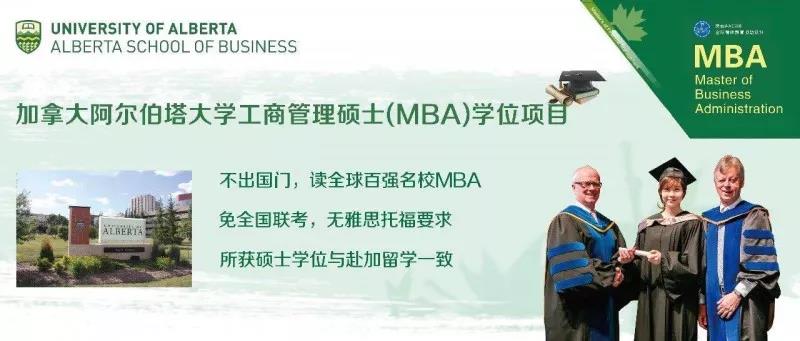 UNIVERSITY OF ALBERTA
ALBERTA SCHOOL OF BUSINESS
MBA
Master of
Business
Administration
加拿大阿尔伯塔大学工商管理硕士(MBA)学位项目
不出国门，读全球百强名校MBA
免全国联考，无雅思托福要求
所获硕士学位与赴加留学一致
ALBERTA